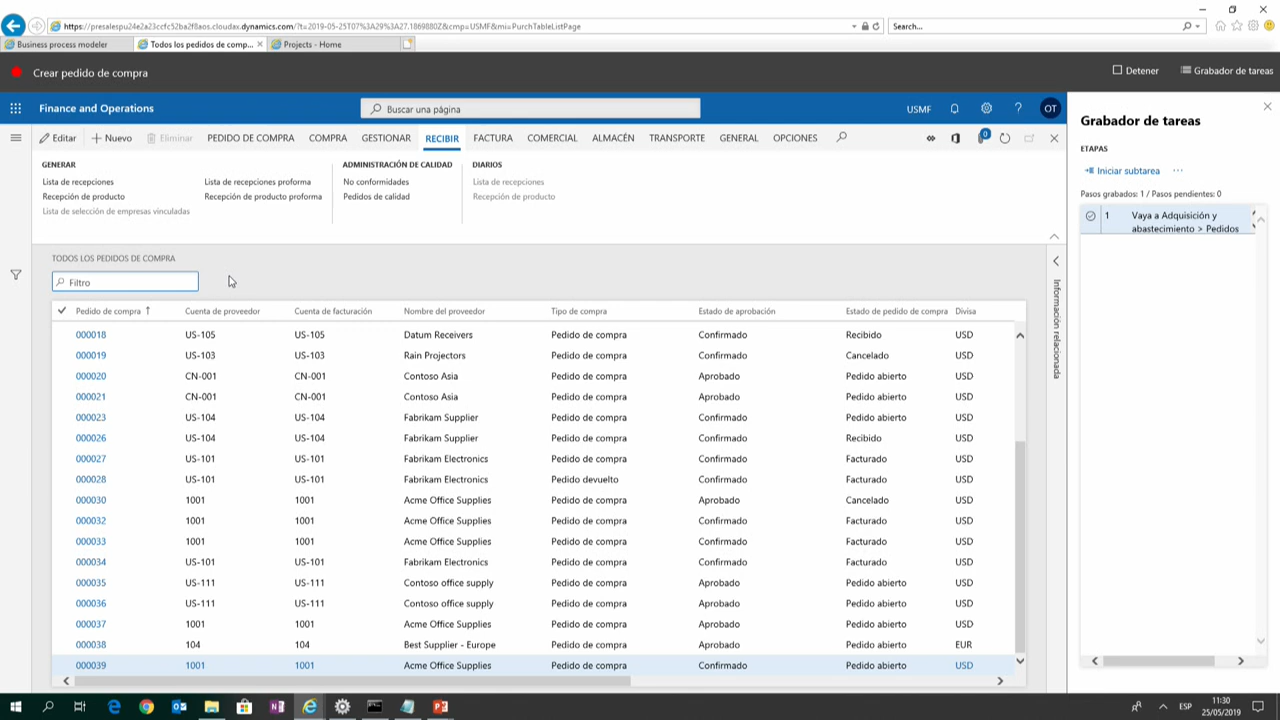 https://presalespu24e2a23ccfc52ba2f8aos.cloudax.dynamics.com/?t=2019-05-25T07%3A29%3A27.1869880Z&cmp=USMF&mi=PurchTableListPage
Search...
Business process modeler
Todos los pedidos de comp...
Projects - Home
Crear pedido de compra
Detener
Grabador de tareas
Finance and Operations
Buscar una página
USMF
OT
Editar
Nuevo
Eliminar
PEDIDO DE COMPRA
COMPRA
GESTIONAR
RECIBIR
FACTURA
COMERCIAL
ALMACÉN
TRANSPORTE
GENERAL
OPCIONES
0
GENERAR
Lista de recepciones
Recepción de producto
Lista de selección de empresas vinculadas
Lista de recepciones proforma
Recepción de producto proforma
ADMINISTRACIÓN DE CALIDAD
No conformidades
Pedidos de calidad
DIARIOS
Lista de recepciones
Recepción de producto
TODOS LOS PEDIDOS DE COMPRA
Filtro
Pedido de compra ↑ Cuenta de proveedor Cuenta de facturación Nombre del proveedor Tipo de compra Estado de aprobación Estado de pedido de compra Divisa
000018 US-105 US-105 Datum Receivers Pedido de compra Confirmado Recibido USD
000019 US-103 US-103 Rain Projectors Pedido de compra Confirmado Cancelado USD
000020 CN-001 CN-001 Contoso Asia Pedido de compra Aprobado Pedido abierto USD
000021 CN-001 CN-001 Contoso Asia Pedido de compra Aprobado Pedido abierto USD
000023 US-104 US-104 Fabrikam Supplier Pedido de compra Confirmado Pedido abierto USD
000026 US-104 US-104 Fabrikam Supplier Pedido de compra Confirmado Recibido USD
000027 US-101 US-101 Fabrikam Electronics Pedido de compra Confirmado Facturado USD
000028 US-101 US-101 Fabrikam Electronics Pedido devuelto Confirmado Facturado USD
000030 1001 1001 Acme Office Supplies Pedido de compra Aprobado Cancelado USD
000032 1001 1001 Acme Office Supplies Pedido de compra Confirmado Facturado USD
000033 1001 1001 Acme Office Supplies Pedido de compra Confirmado Facturado USD
000034 US-101 US-101 Fabrikam Electronics Pedido de compra Confirmado Facturado USD
000035 US-111 US-111 Contoso office supply Pedido de compra Aprobado Pedido abierto USD
000036 US-111 US-111 Contoso office supply Pedido de compra Aprobado Pedido abierto USD
000037 1001 1001 Acme Office Supplies Pedido de compra Aprobado Pedido abierto USD
000038 104 104 Best Supplier - Europe Pedido de compra Aprobado Pedido abierto EUR
000039 1001 1001 Acme Office Supplies Pedido de compra Confirmado Pedido abierto USD
Información relacionada
Grabador de tareas
ETAPAS
Iniciar subtarea ···
Pasos grabados: 1 / Pasos pendientes: 0
1 Vaya a Adquisición y
abastecimiento > Pedidos
ESP
11:30
25/05/2019